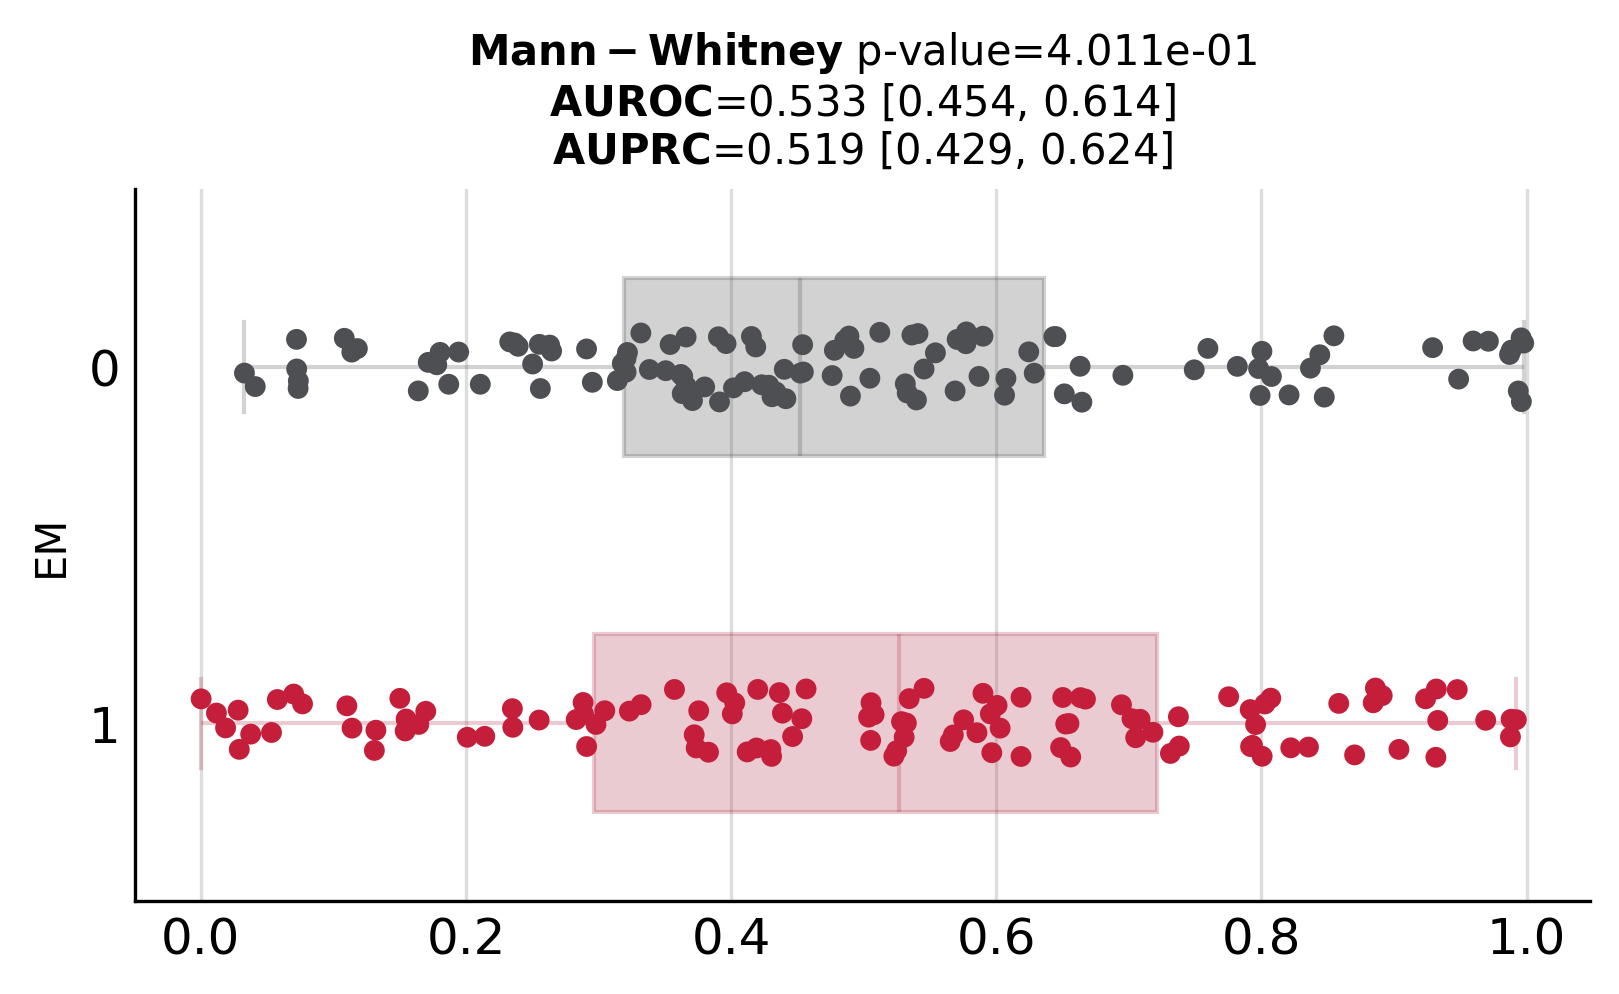 Mann − Whitney p-value=4.011e-01
AUROC=0.533 [0.454, 0.614]
AUPRC=0.519 [0.429, 0.624]
0
EM
1
0.0 0.2 0.4 0.6 0.8 1.0